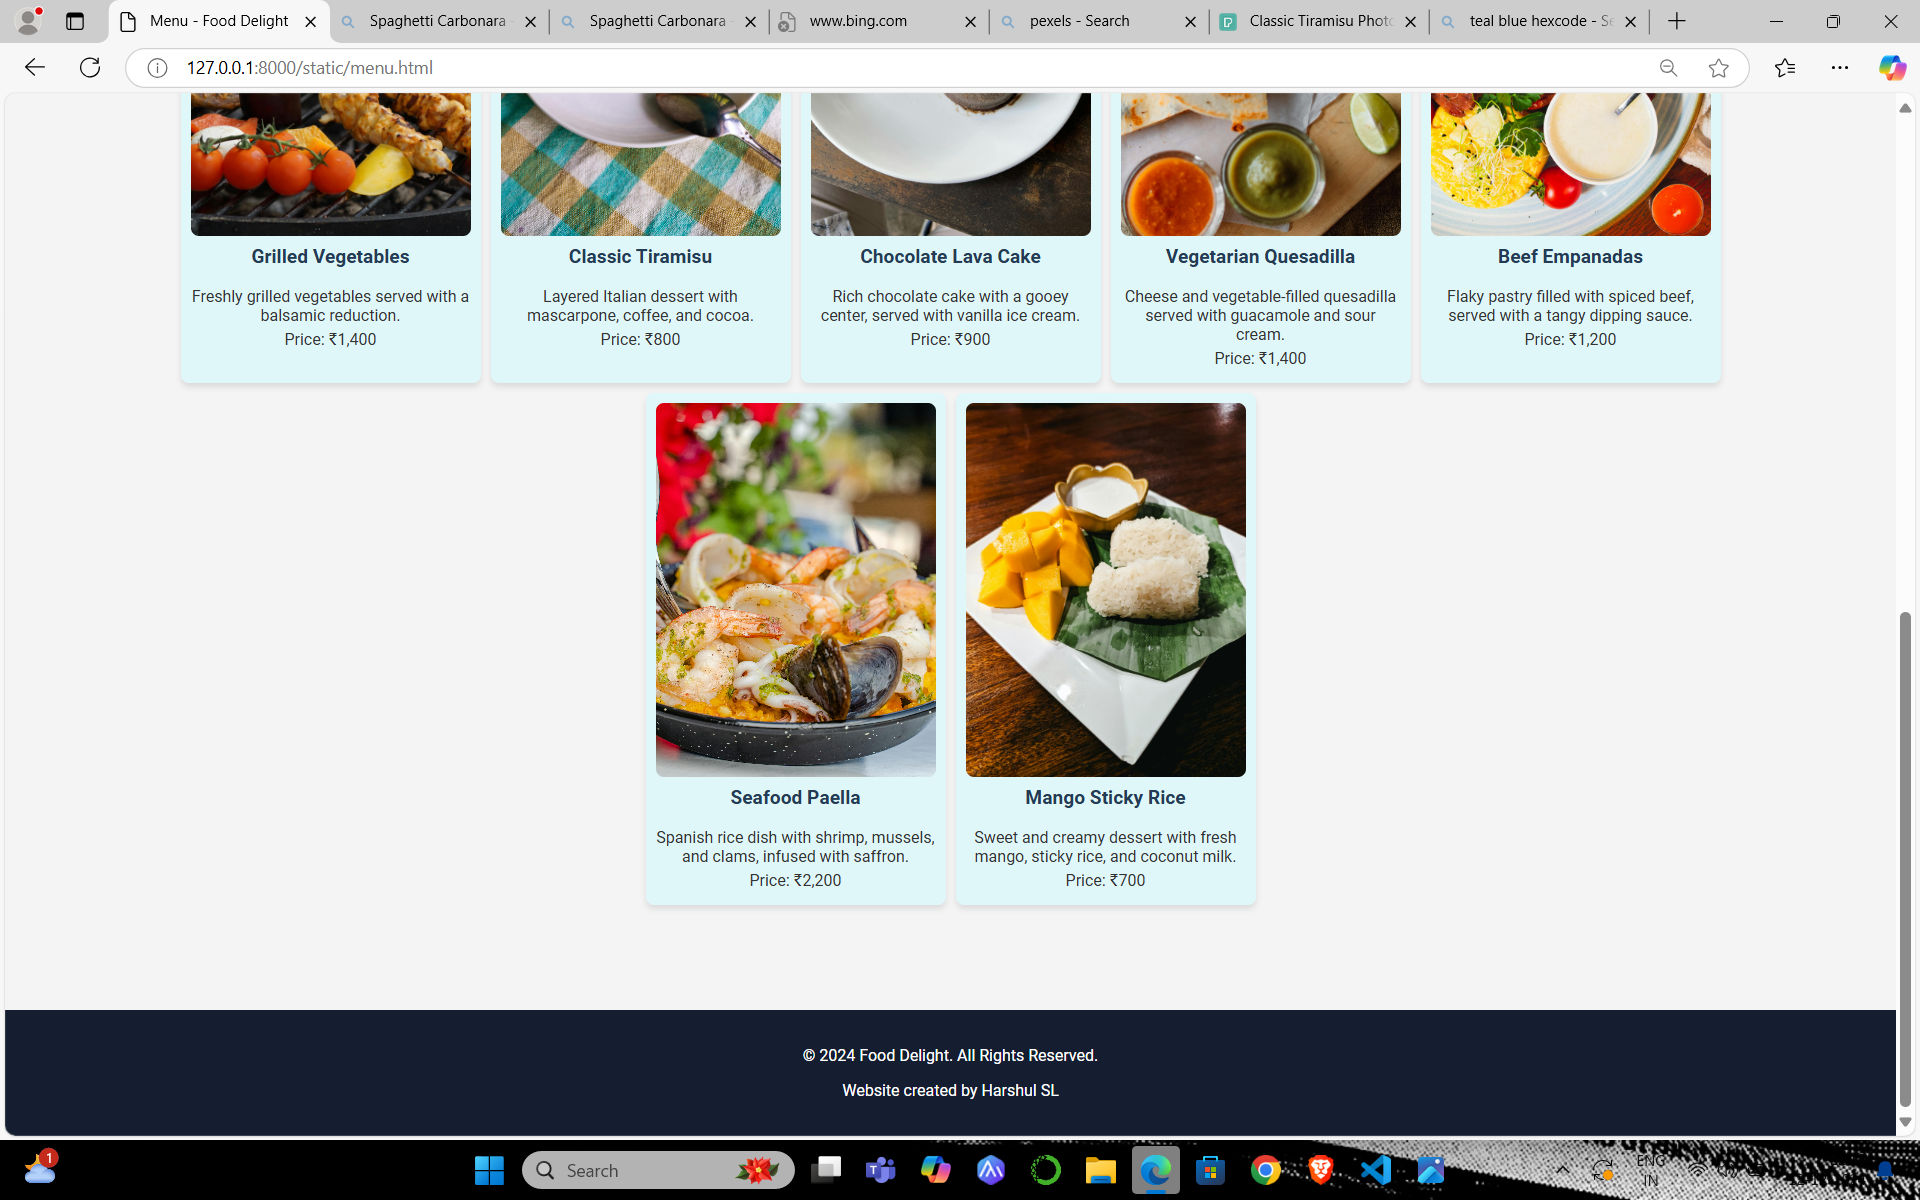 Menu - Food Delight
Spaghetti Carbonara
Spaghetti Carbonara
www.bing.com
pexels - Search
Classic Tiramisu Photo
teal blue hexcode - Se
127.0.0.1:8000/static/menu.html
Grilled Vegetables
Freshly grilled vegetables served with a
balsamic reduction.
Price: ₹1,400
Classic Tiramisu
Layered Italian dessert with
mascarpone, coffee, and cocoa.
Price: ₹800
Chocolate Lava Cake
Rich chocolate cake with a gooey
center, served with vanilla ice cream.
Price: ₹900
Vegetarian Quesadilla
Cheese and vegetable-filled quesadilla
served with guacamole and sour
cream.
Price: ₹1,400
Beef Empanadas
Flaky pastry filled with spiced beef,
served with a tangy dipping sauce.
Price: ₹1,200
Seafood Paella
Spanish rice dish with shrimp, mussels,
and clams, infused with saffron.
Price: ₹2,200
Mango Sticky Rice
Sweet and creamy dessert with fresh
mango, sticky rice, and coconut milk.
Price: ₹700
© 2024 Food Delight. All Rights Reserved.
Website created by Harshul SL
1
Search
ENG
IN